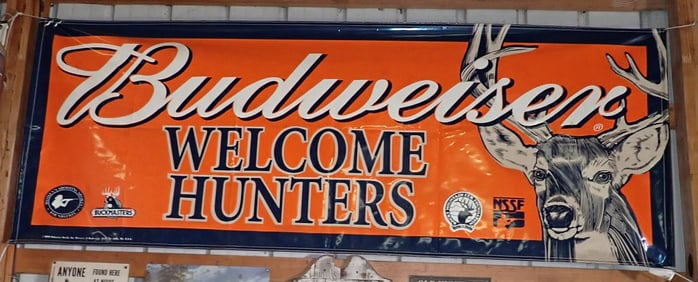 Budweiser
®
WELCOME
HUNTERS
BUCKMASTERS
NSSF
ANYONE FOUND HERE